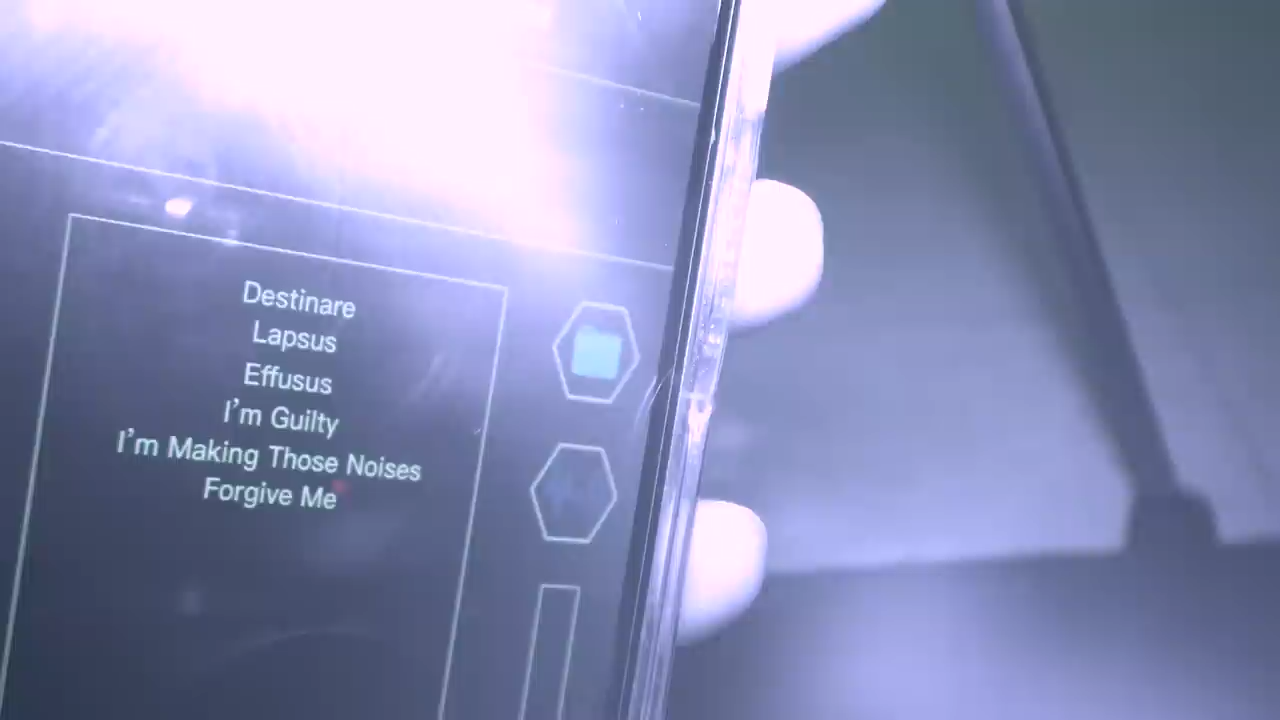 Destinare
Lapsus
Effusus
I’m Guilty
I’m Making Those Noises
Forgive Me